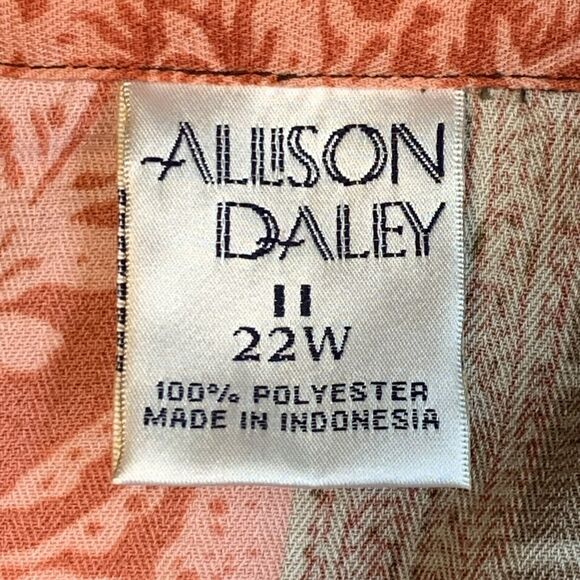 ALLISON
DALEY
II
22W
100% POLYESTER
MADE IN INDONESIA